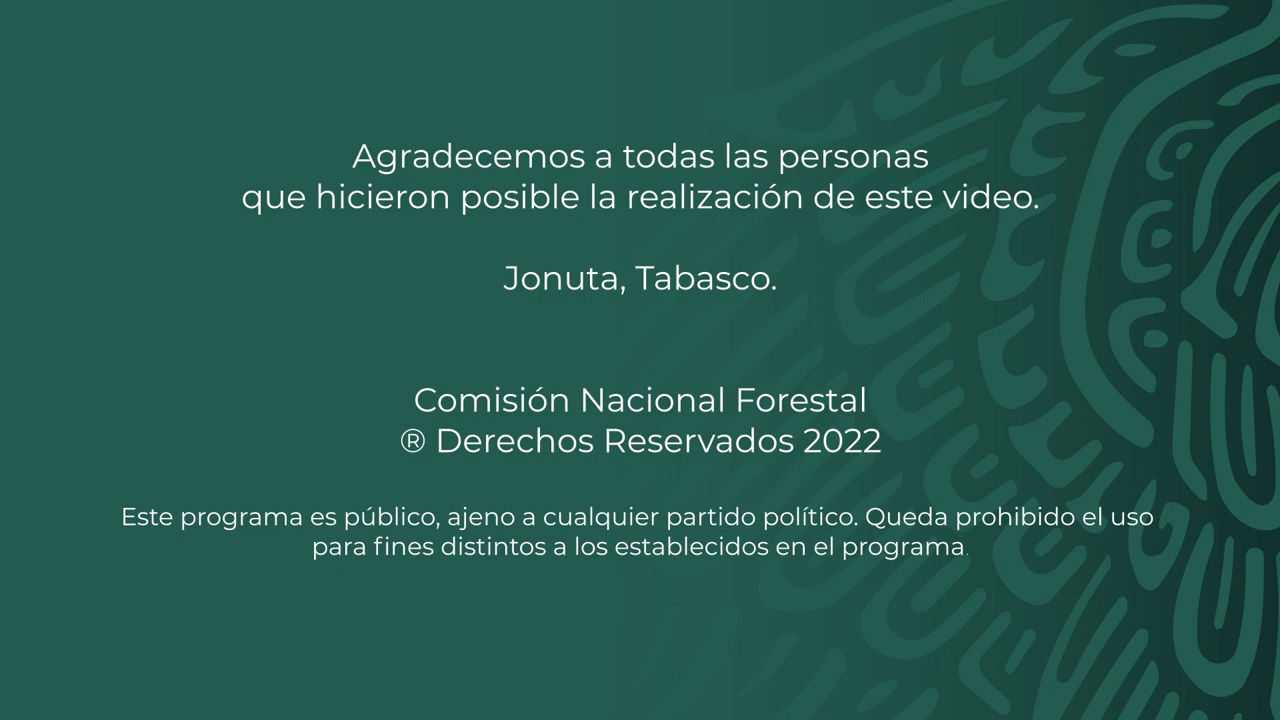 Agradecemos a todas las personas
que hicieron posible la realización de este video.
Jonuta, Tabasco.
Comisión Nacional Forestal
® Derechos Reservados 2022
Este programa es público, ajeno a cualquier partido político. Queda prohibido el uso
para fines distintos a los establecidos en el programa.